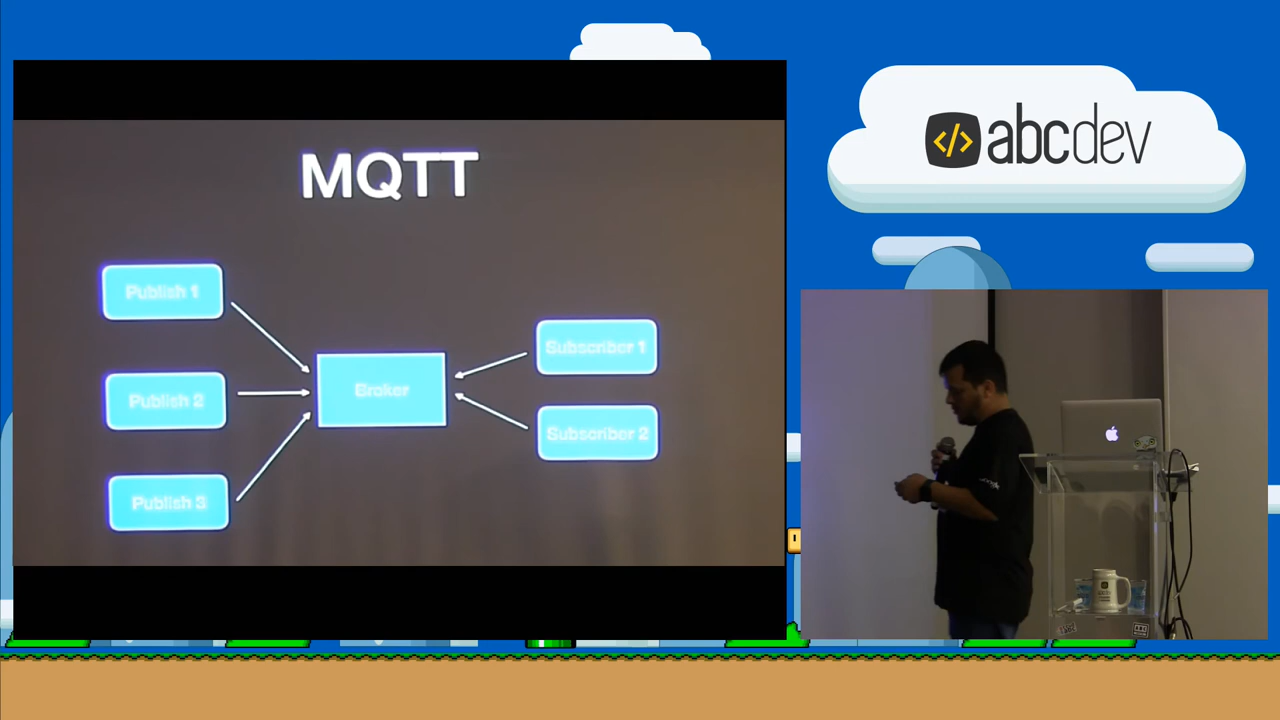 MQTT
Publish 1
Publish 2
Publish 3
Broker
Subscriber 1
Subscriber 2
</> abcdev